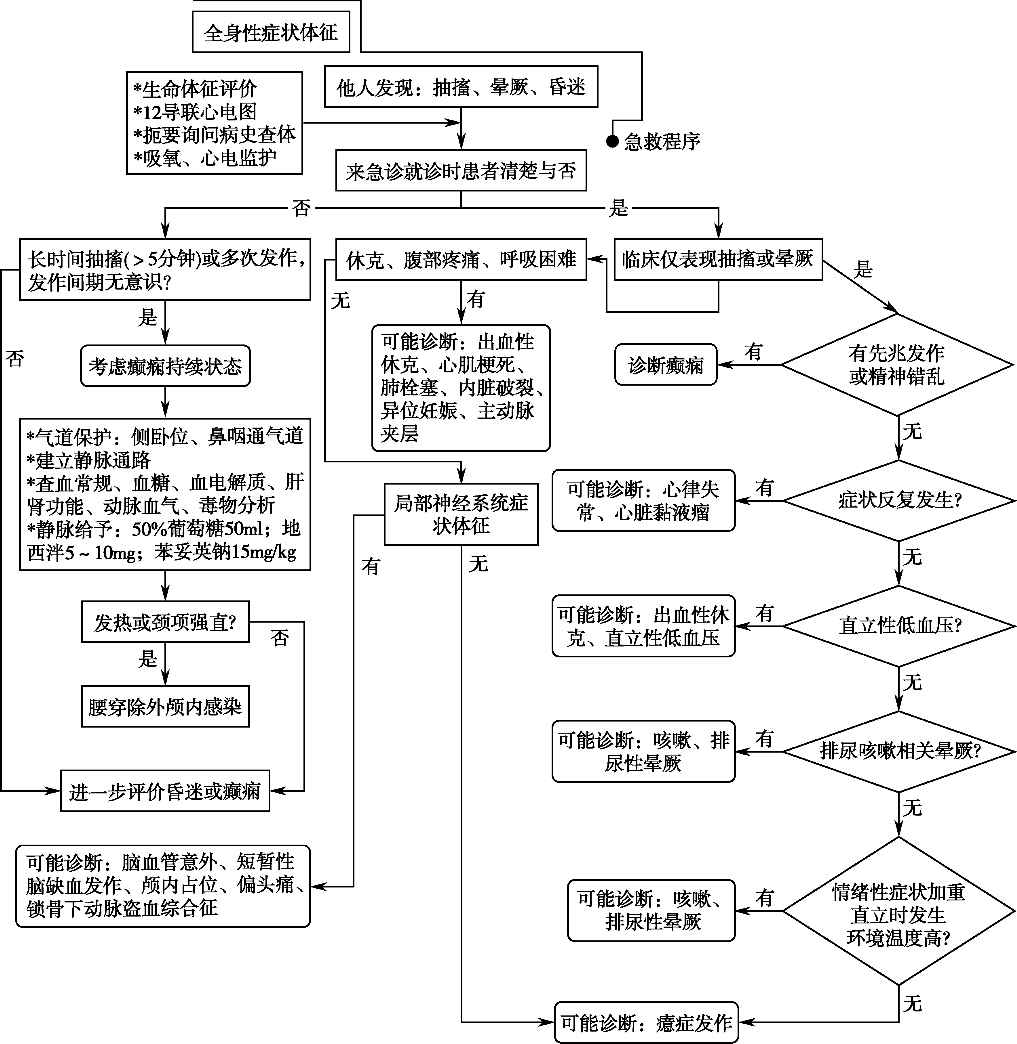 全身性症状体征
*生命体征评价
*12导联心电图
*扼要询问病史查体
*吸氧、心电监护
他人发现：抽搐、晕厥、昏迷
急救程序
来急诊就诊时患者清楚与否
否
是
长时间抽搐(＞5分钟)或多次发作，
发作间期无意识？
休克、腹部疼痛、呼吸困难
临床仅表现抽搐或晕厥
是
无
有
是
否
考虑癫痫持续状态
可能诊断：出血性
休克、心肌梗死、
肺栓塞、内脏破裂、
异位妊娠、主动脉
夹层
诊断癫痫
有
有先兆发作
或精神错乱
无
*气道保护：侧卧位、鼻咽通气道
*建立静脉通路
*查血常规、血糖、血电解质、肝
肾功能、动脉血气、毒物分析
*静脉给予：50%葡萄糖50ml；地
西泮5～10mg；苯妥英钠15mg/kg
局部神经系统症
状体征
有
无
可能诊断：心律失
常、心脏黏液瘤
有
症状反复发生？
无
发热或颈项强直？
否
是
可能诊断：出血性休
克、直立性低血压
有
直立性低血压？
无
腰穿除外颅内感染
可能诊断：咳嗽、排
尿性晕厥
有
排尿咳嗽相关晕厥？
无
进一步评价昏迷或癫痫
可能诊断：脑血管意外、短暂性
脑缺血发作、颅内占位、偏头痛、
锁骨下动脉盗血综合征
可能诊断：咳嗽、
排尿性晕厥
有
情绪性症状加重
直立时发生
环境温度高？
无
可能诊断：癔症发作